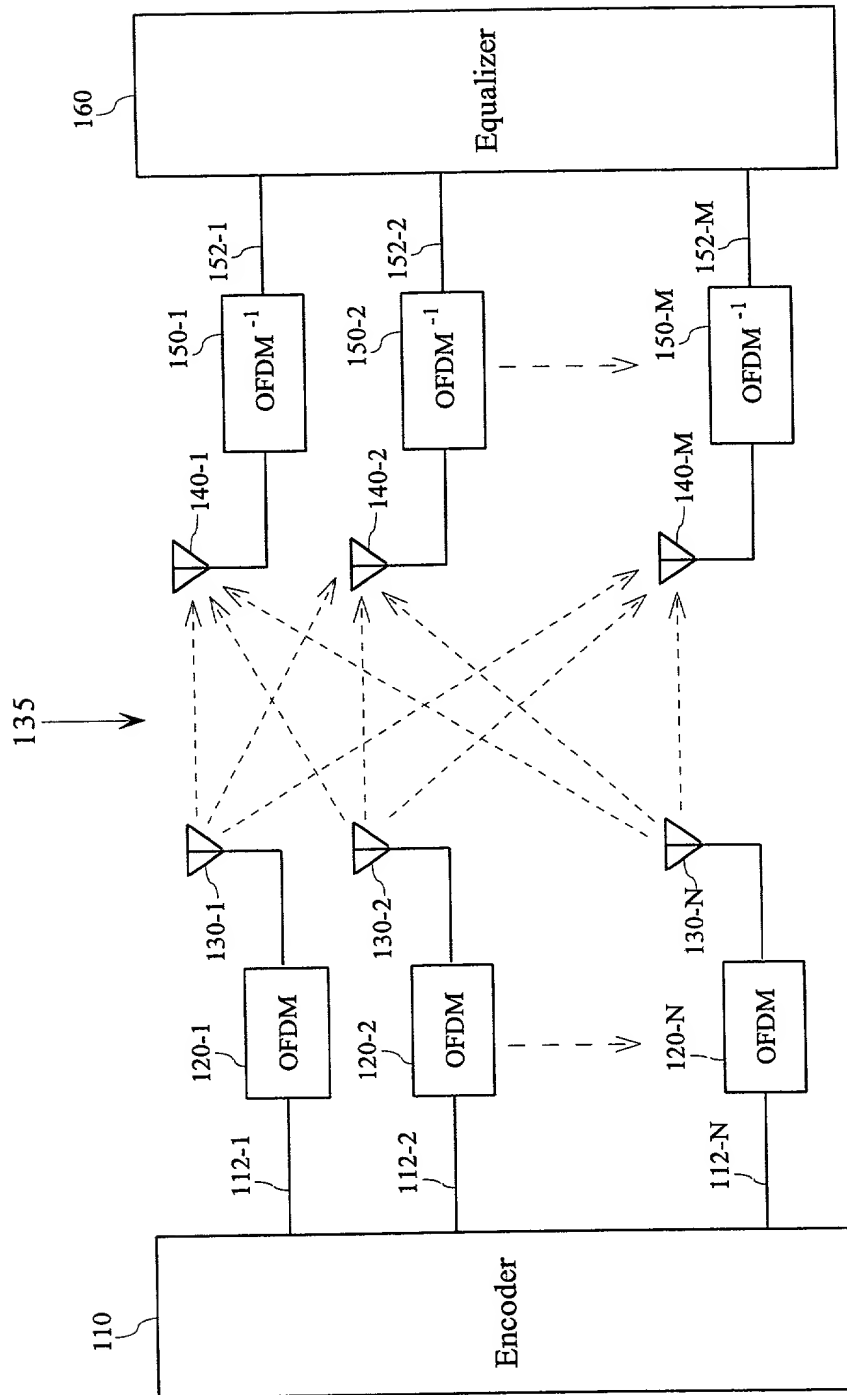 135
110
Encoder
112-1
112-2
112-N
120-1
OFDM
120-2
OFDM
120-N
OFDM
130-1
130-2
130-N
140-1
140-2
140-M
150-1
OFDM⁻¹
150-2
OFDM⁻¹
150-M
OFDM⁻¹
152-1
152-2
152-M
160
Equalizer